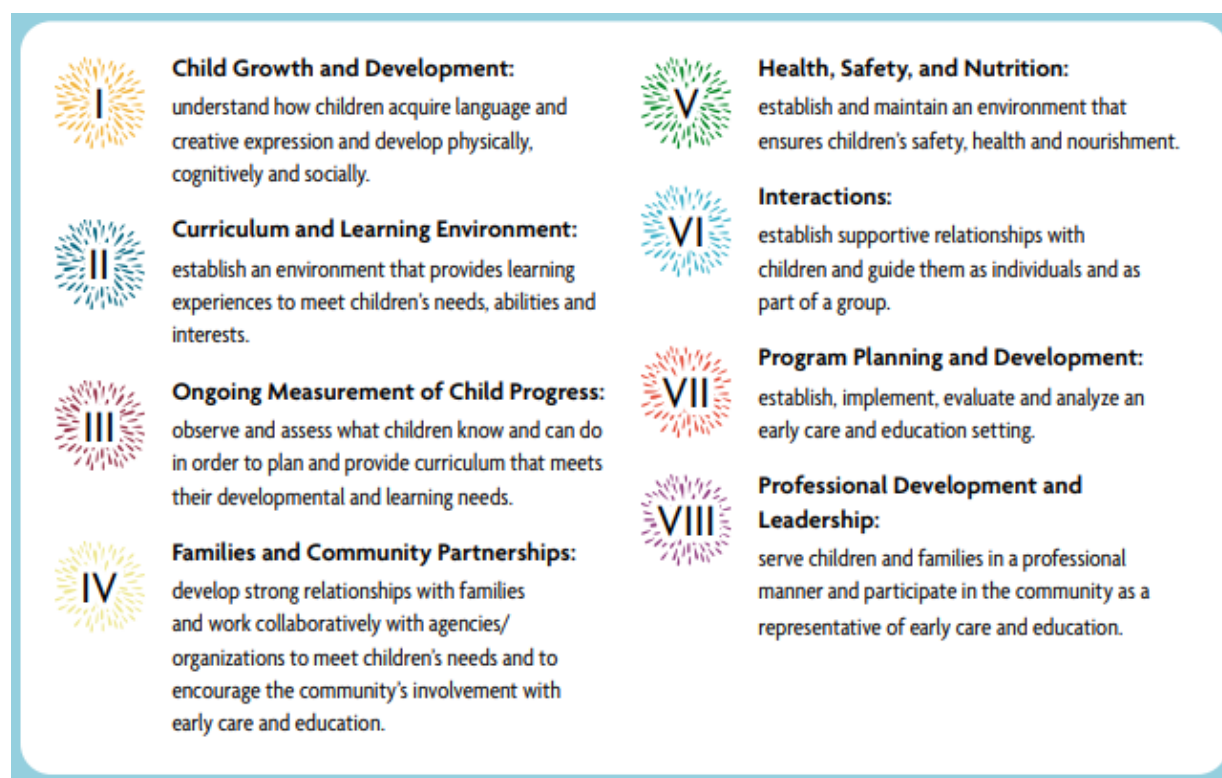 I
Child Growth and Development:
understand how children acquire language and
creative expression and develop physically,
cognitively and socially.
II
Curriculum and Learning Environment:
establish an environment that provides learning
experiences to meet children's needs, abilities and
interests.
III
Ongoing Measurement of Child Progress:
observe and assess what children know and can do
in order to plan and provide curriculum that meets
their developmental and learning needs.
IV
Families and Community Partnerships:
develop strong relationships with families
and work collaboratively with agencies/
organizations to meet children's needs and to
encourage the community's involvement with
early care and education.
V
Health, Safety, and Nutrition:
establish and maintain an environment that
ensures children's safety, health and nourishment.
VI
Interactions:
establish supportive relationships with
children and guide them as individuals and as
part of a group.
VII
Program Planning and Development:
establish, implement, evaluate and analyze an
early care and education setting.
VIII
Professional Development and
Leadership:
serve children and families in a professional
manner and participate in the community as a
representative of early care and education.